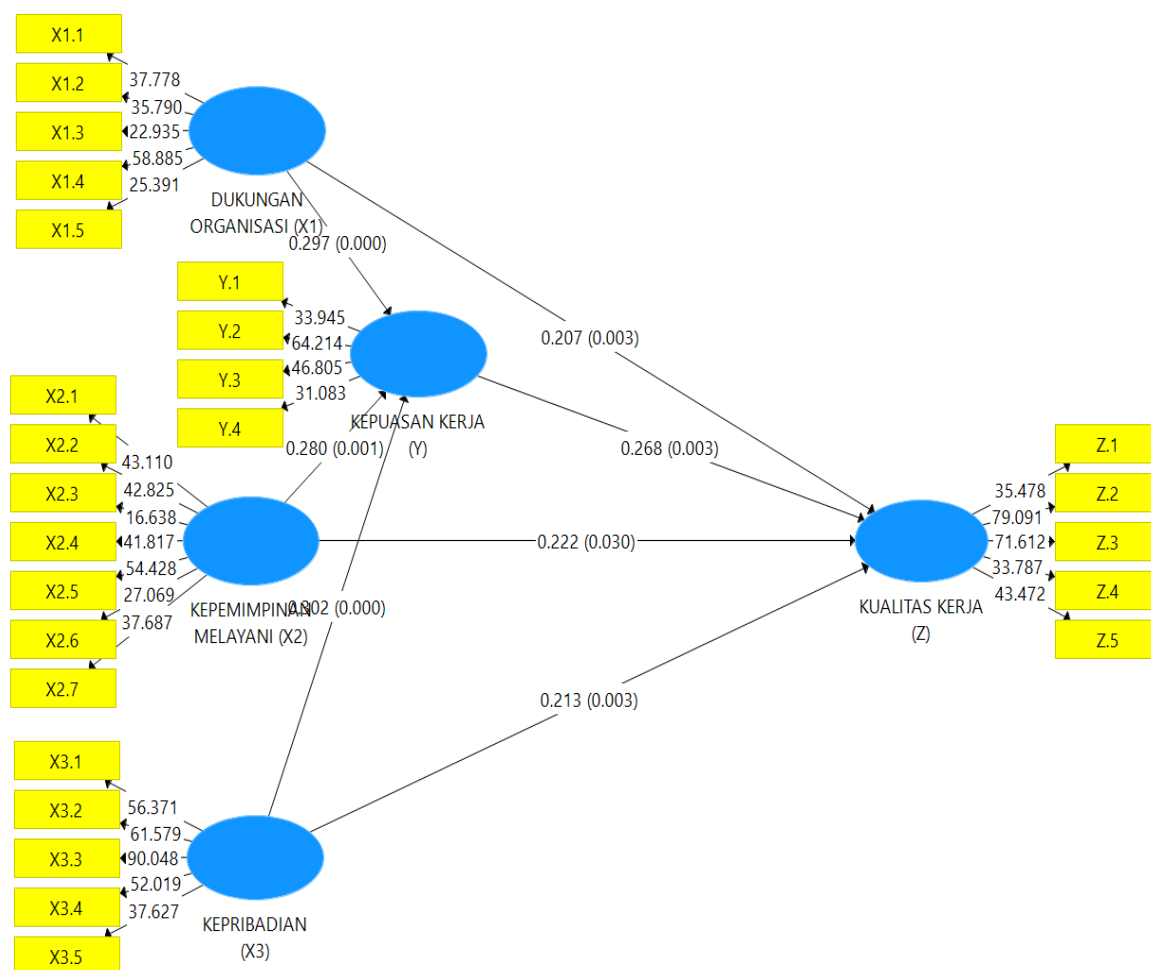 X1.1
X1.2
X1.3
X1.4
X1.5
37.778
35.790
22.935
58.885
25.391
DUKUNGAN
ORGANISASI (X1)
0.297 (0.000)
0.207 (0.003)
Y.1
Y.2
Y.3
Y.4
33.945
64.214
46.805
31.083
KEPUASAN KERJA
(Y)
0.280 (0.001)
0.268 (0.003)
X2.1
X2.2
X2.3
X2.4
X2.5
X2.6
X2.7
43.110
42.825
16.638
41.817
54.428
27.069
37.687
KEPEMIMPINAN
MELAYANI (X2)
0.302 (0.000)
0.222 (0.030)
Z.1
Z.2
Z.3
Z.4
Z.5
35.478
79.091
71.612
33.787
43.472
KUALITAS KERJA
(Z)
0.213 (0.003)
X3.1
X3.2
X3.3
X3.4
X3.5
56.371
61.579
90.048
52.019
37.627
KEPRIBADIAN
(X3)